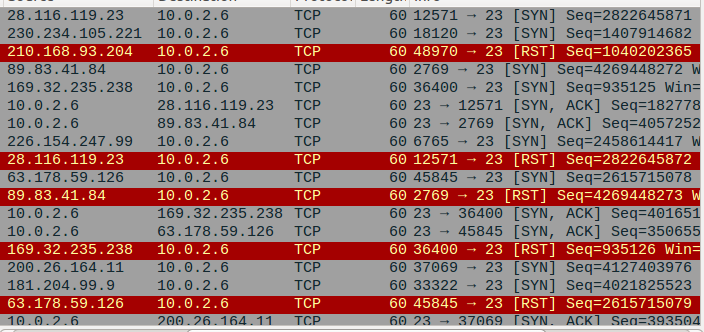 28.116.119.23 10.0.2.6 TCP 60 12571 → 23 [SYN] Seq=2822645871
230.234.105.221 10.0.2.6 TCP 60 18120 → 23 [SYN] Seq=1407914682
210.168.93.204 10.0.2.6 TCP 60 48970 → 23 [RST] Seq=1040202365
89.83.41.84 10.0.2.6 TCP 60 2769 → 23 [SYN] Seq=4269448272 W
169.32.235.238 10.0.2.6 TCP 60 36400 → 23 [SYN] Seq=935125 Win=
10.0.2.6 28.116.119.23 TCP 60 23 → 12571 [SYN, ACK] Seq=182778
10.0.2.6 89.83.41.84 TCP 60 23 → 2769 [SYN, ACK] Seq=4057252
226.154.247.99 10.0.2.6 TCP 60 6765 → 23 [SYN] Seq=2458614417 W
28.116.119.23 10.0.2.6 TCP 60 12571 → 23 [RST] Seq=2822645872
63.178.59.126 10.0.2.6 TCP 60 45845 → 23 [SYN] Seq=2615715078
89.83.41.84 10.0.2.6 TCP 60 2769 → 23 [RST] Seq=4269448273 W
10.0.2.6 169.32.235.238 TCP 60 23 → 36400 [SYN, ACK] Seq=401651
10.0.2.6 63.178.59.126 TCP 60 23 → 45845 [SYN, ACK] Seq=350655
169.32.235.238 10.0.2.6 TCP 60 36400 → 23 [RST] Seq=935126 Win=
200.26.164.11 10.0.2.6 TCP 60 37069 → 23 [SYN] Seq=4127403976
181.204.99.9 10.0.2.6 TCP 60 33322 → 23 [SYN] Seq=4021825523
63.178.59.126 10.0.2.6 TCP 60 45845 → 23 [RST] Seq=2615715079
10.0.2.6 200.26.164.11 TCP 60 23 → 37069 [SYN, ACK] Seq=393504